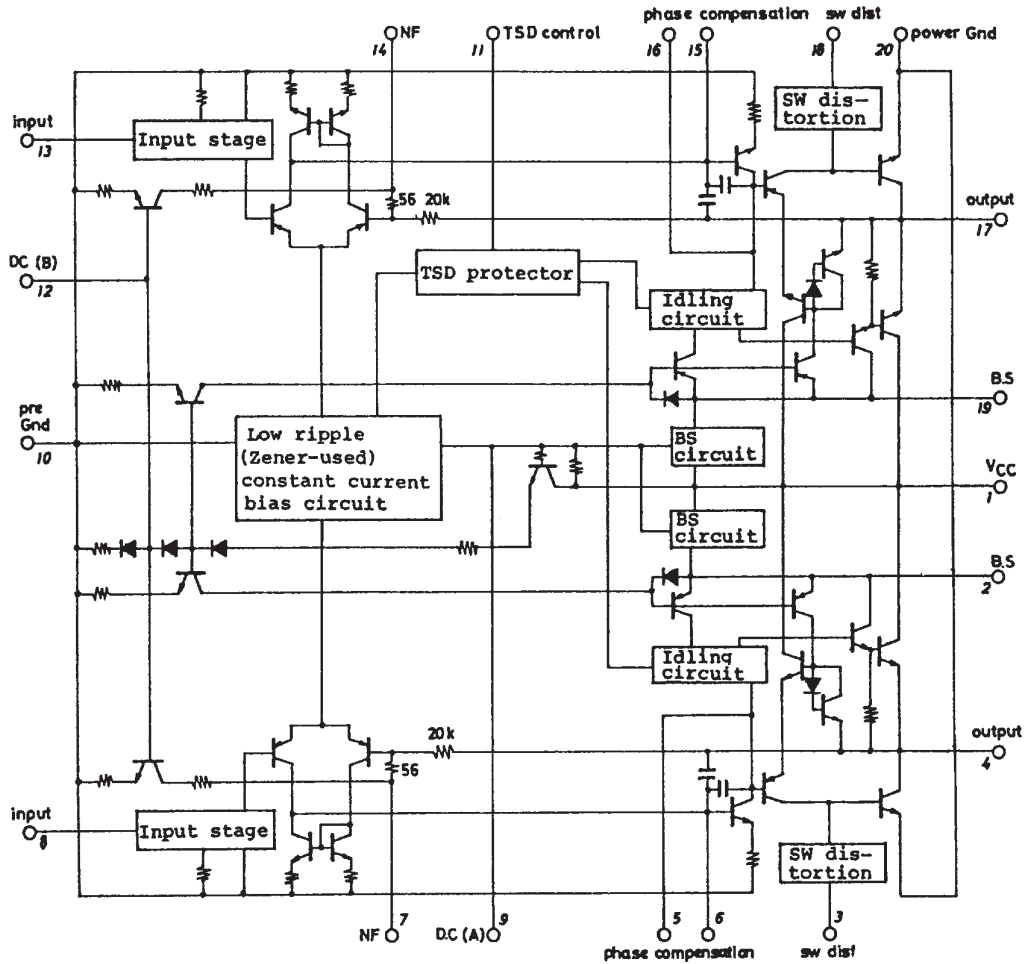 phase compensation sw dist
NF
14
11
TSD control
16
15
18
20
power Gnd
SW dis-
tortion
input
13
Input stage
56
20k
output
17
DC (B)
12
TSD protector
Idling
circuit
B.S
19
pre
Gnd
10
Low ripple
(Zener-used)
constant current
bias circuit
BS
circuit
VCC
1
BS
circuit
B.S
2
Idling
circuit
20k
56
output
4
input
8
Input stage
SW dis-
tortion
7
NF
9
D.C (A)
5
6
3
phase compensation
sw dist